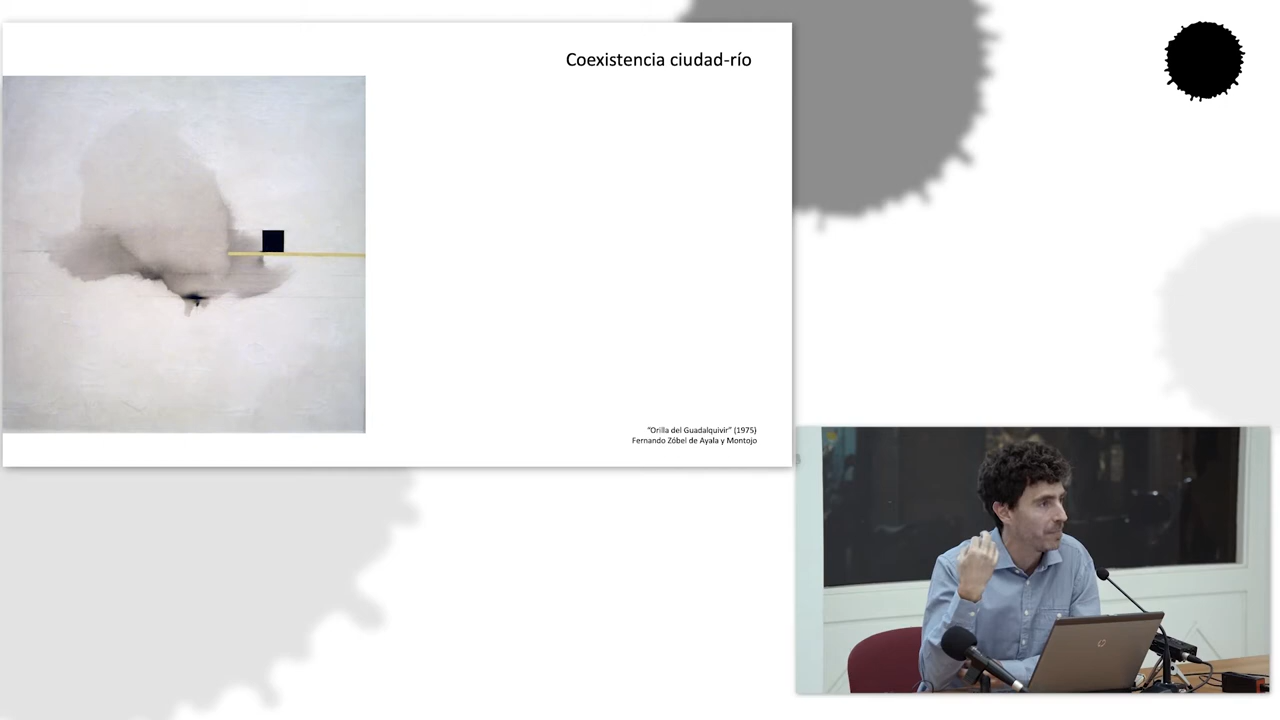 Coexistencia ciudad-río
"Orilla del Guadalquivir" (1975)
Fernando Zóbel de Ayala y Montojo